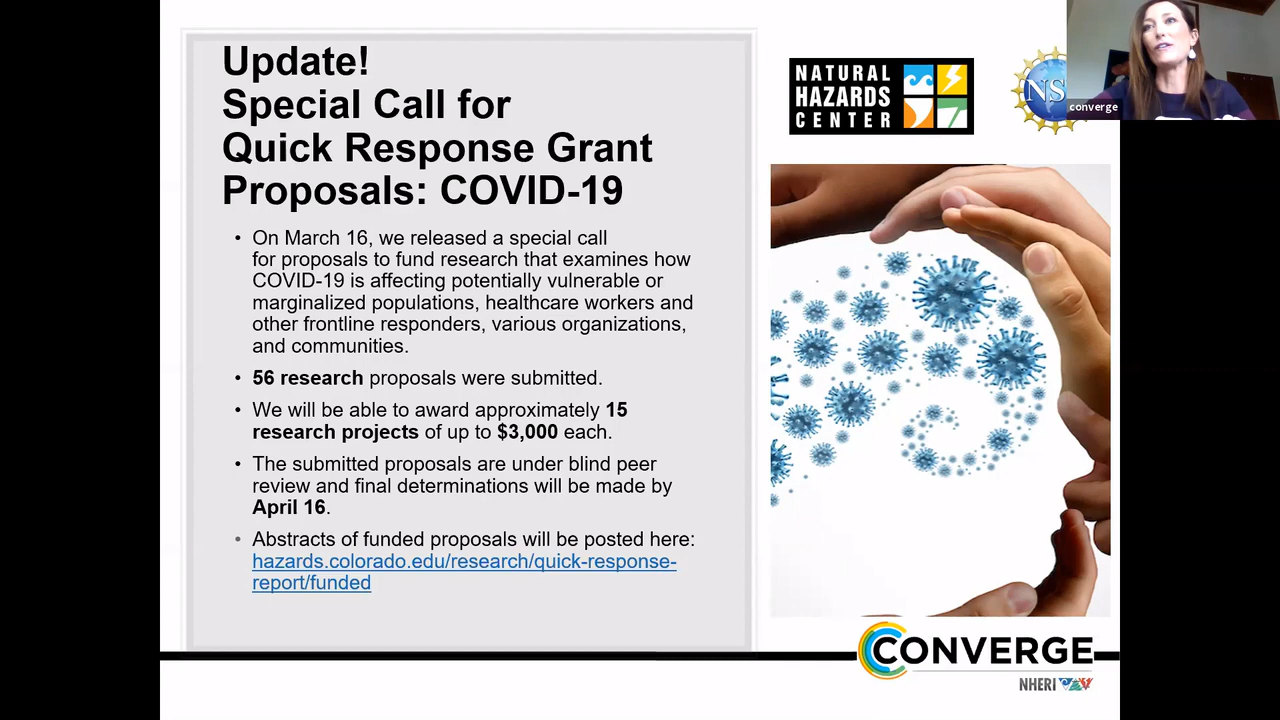 Update!
Special Call for
Quick Response Grant
Proposals: COVID-19
• On March 16, we released a special call
for proposals to fund research that examines how
COVID-19 is affecting potentially vulnerable or
marginalized populations, healthcare workers and
other frontline responders, various organizations,
and communities.
• 56 research proposals were submitted.
• We will be able to award approximately 15
research projects of up to $3,000 each.
• The submitted proposals are under blind peer
review and final determinations will be made by
April 16.
• Abstracts of funded proposals will be posted here:
hazards.colorado.edu/research/quick-response-
report/funded
NATURAL
HAZARDS
CENTER
NS
converge
CONVERGE
NHERI